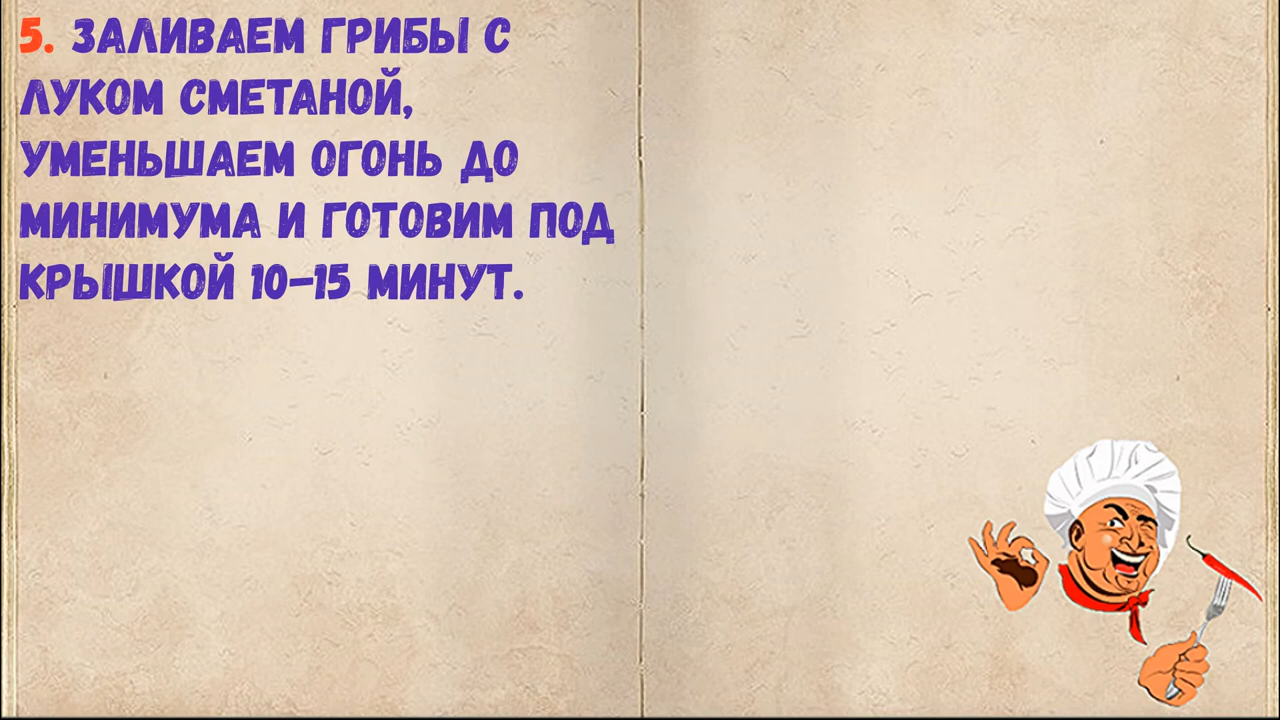 5. ЗАЛИВАЕМ ГРИБЫ С
ЛУКОМ СМЕТАНОЙ,
УМЕНЬШАЕМ ОГОНЬ ДО
МИНИМУМА И ГОТОВИМ ПОД
КРЫШКОЙ 10-15 МИНУТ.